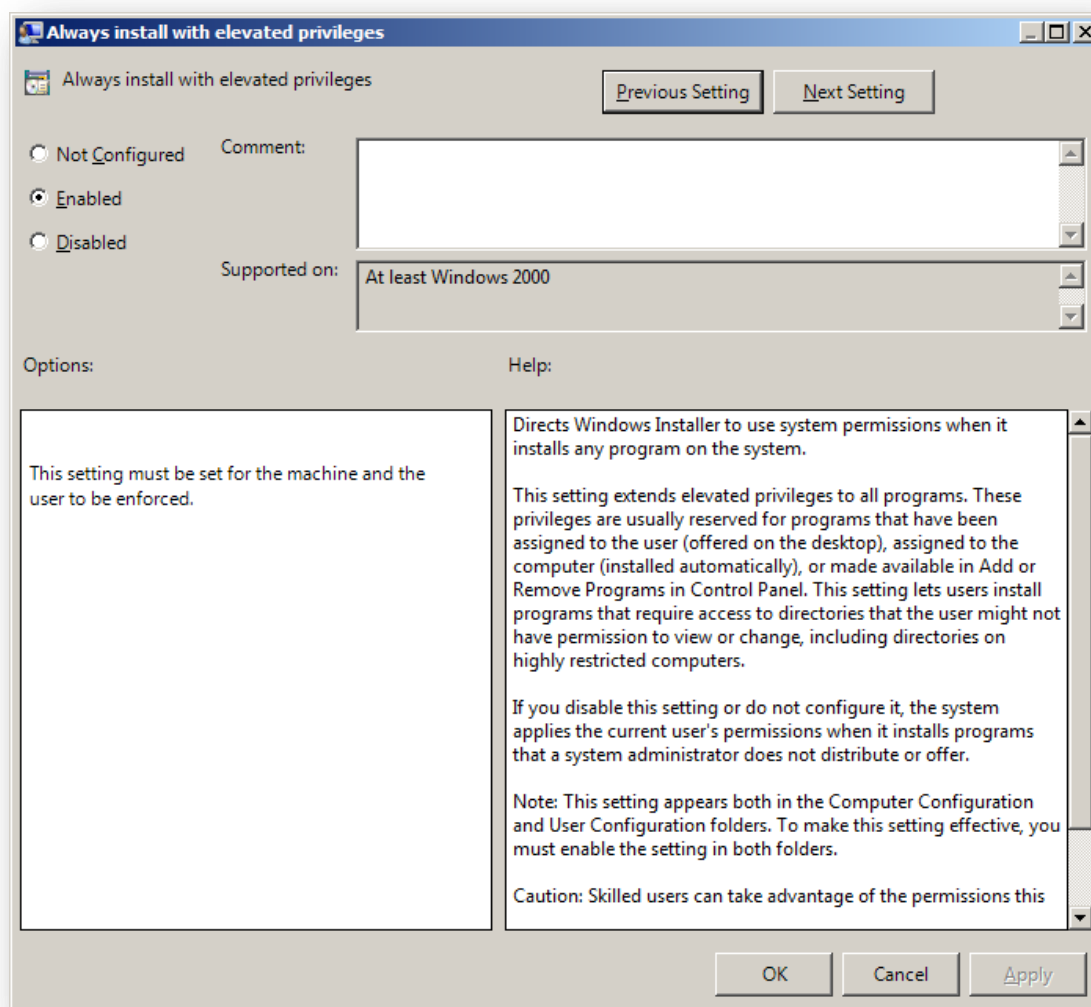 Always install with elevated privileges
Always install with elevated privileges
Previous Setting
Next Setting
Not Configured
Enabled
Disabled
Comment:
Supported on:
At least Windows 2000
Options:
Help:
This setting must be set for the machine and the
user to be enforced.
Directs Windows Installer to use system permissions when it
installs any program on the system.
This setting extends elevated privileges to all programs. These
privileges are usually reserved for programs that have been
assigned to the user (offered on the desktop), assigned to the
computer (installed automatically), or made available in Add or
Remove Programs in Control Panel. This setting lets users install
programs that require access to directories that the user might not
have permission to view or change, including directories on
highly restricted computers.
If you disable this setting or do not configure it, the system
applies the current user's permissions when it installs programs
that a system administrator does not distribute or offer.
Note: This setting appears both in the Computer Configuration
and User Configuration folders. To make this setting effective, you
must enable the setting in both folders.
Caution: Skilled users can take advantage of the permissions this
OK
Cancel
Apply